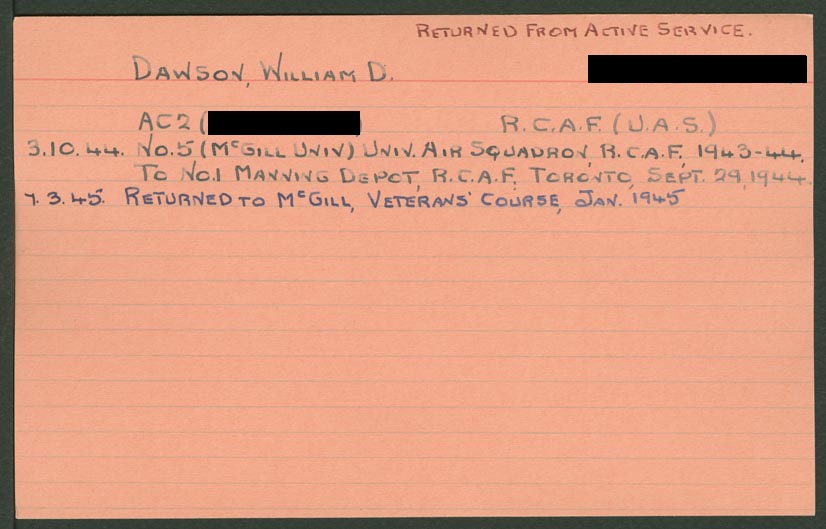 RETURNED FROM ACTIVE SERVICE.
DAWSON, WILLIAM D.
AC2 ( ) R.C.A.F. (U.A.S.)
3.10.44. NO.5 (MCGILL UNIV) UNIV. AIR SQUADRON, R.C.A.F., 1943-44.
TO NO.1 MANNING DEPOT, R.C.A.F. TORONTO, SEPT. 29, 1944.
7.3.45. RETURNED TO MCGILL, VETERANS' COURSE, JAN. 1945